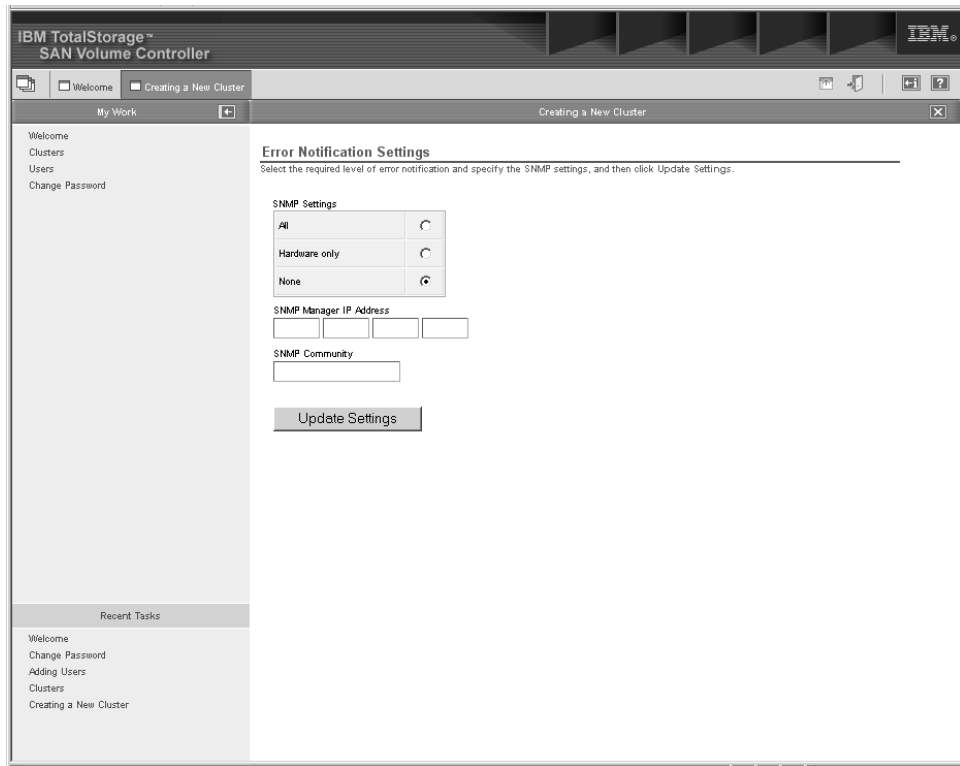 IBM TotalStorage™
SAN Volume Controller
IBM®
Welcome
Creating a New Cluster
?
My Work
Creating a New Cluster
Welcome
Clusters
Users
Change Password
Error Notification Settings
Select the required level of error notification and specify the SNMP settings, and then click Update Settings.
SNMP Settings
All
Hardware only
None
SNMP Manager IP Address
SNMP Community
Update Settings
Recent Tasks
Welcome
Change Password
Adding Users
Clusters
Creating a New Cluster